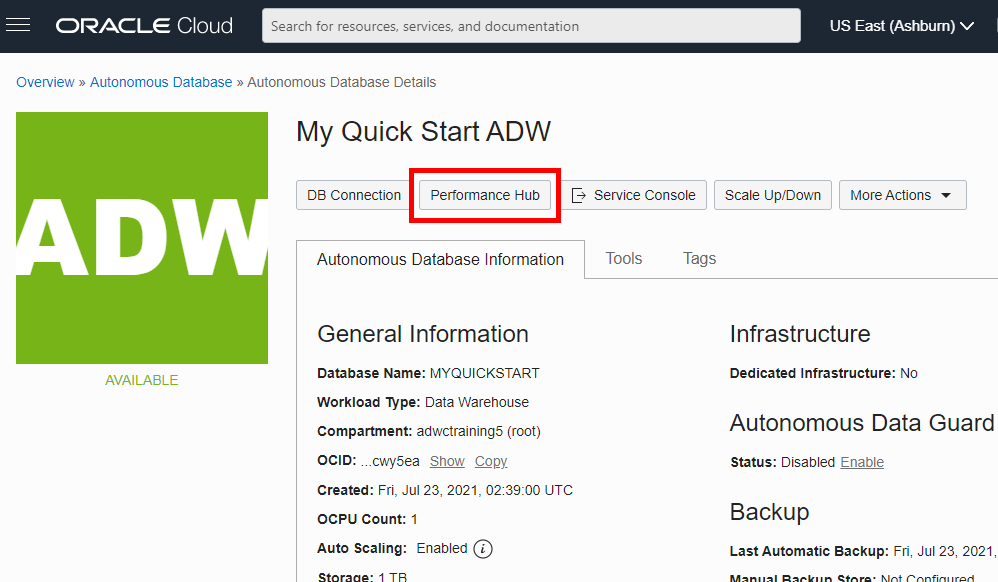 ORACLE Cloud
Search for resources, services, and documentation
US East (Ashburn)
Overview » Autonomous Database » Autonomous Database Details
ADW
AVAILABLE
My Quick Start ADW
DB Connection Performance Hub Service Console Scale Up/Down More Actions
Autonomous Database Information Tools Tags
General Information
Database Name: MYQUICKSTART
Workload Type: Data Warehouse
Compartment: adwctraining5 (root)
OCID: ...cwy5ea Show Copy
Created: Fri, Jul 23, 2021, 02:39:00 UTC
OCPU Count: 1
Auto Scaling: Enabled i
Storage: 1 TB
Infrastructure
Dedicated Infrastructure: No
Autonomous Data Guard
Status: Disabled Enable
Backup
Last Automatic Backup: Fri, Jul 23, 2021,
Manual Backup Store: Not Configured